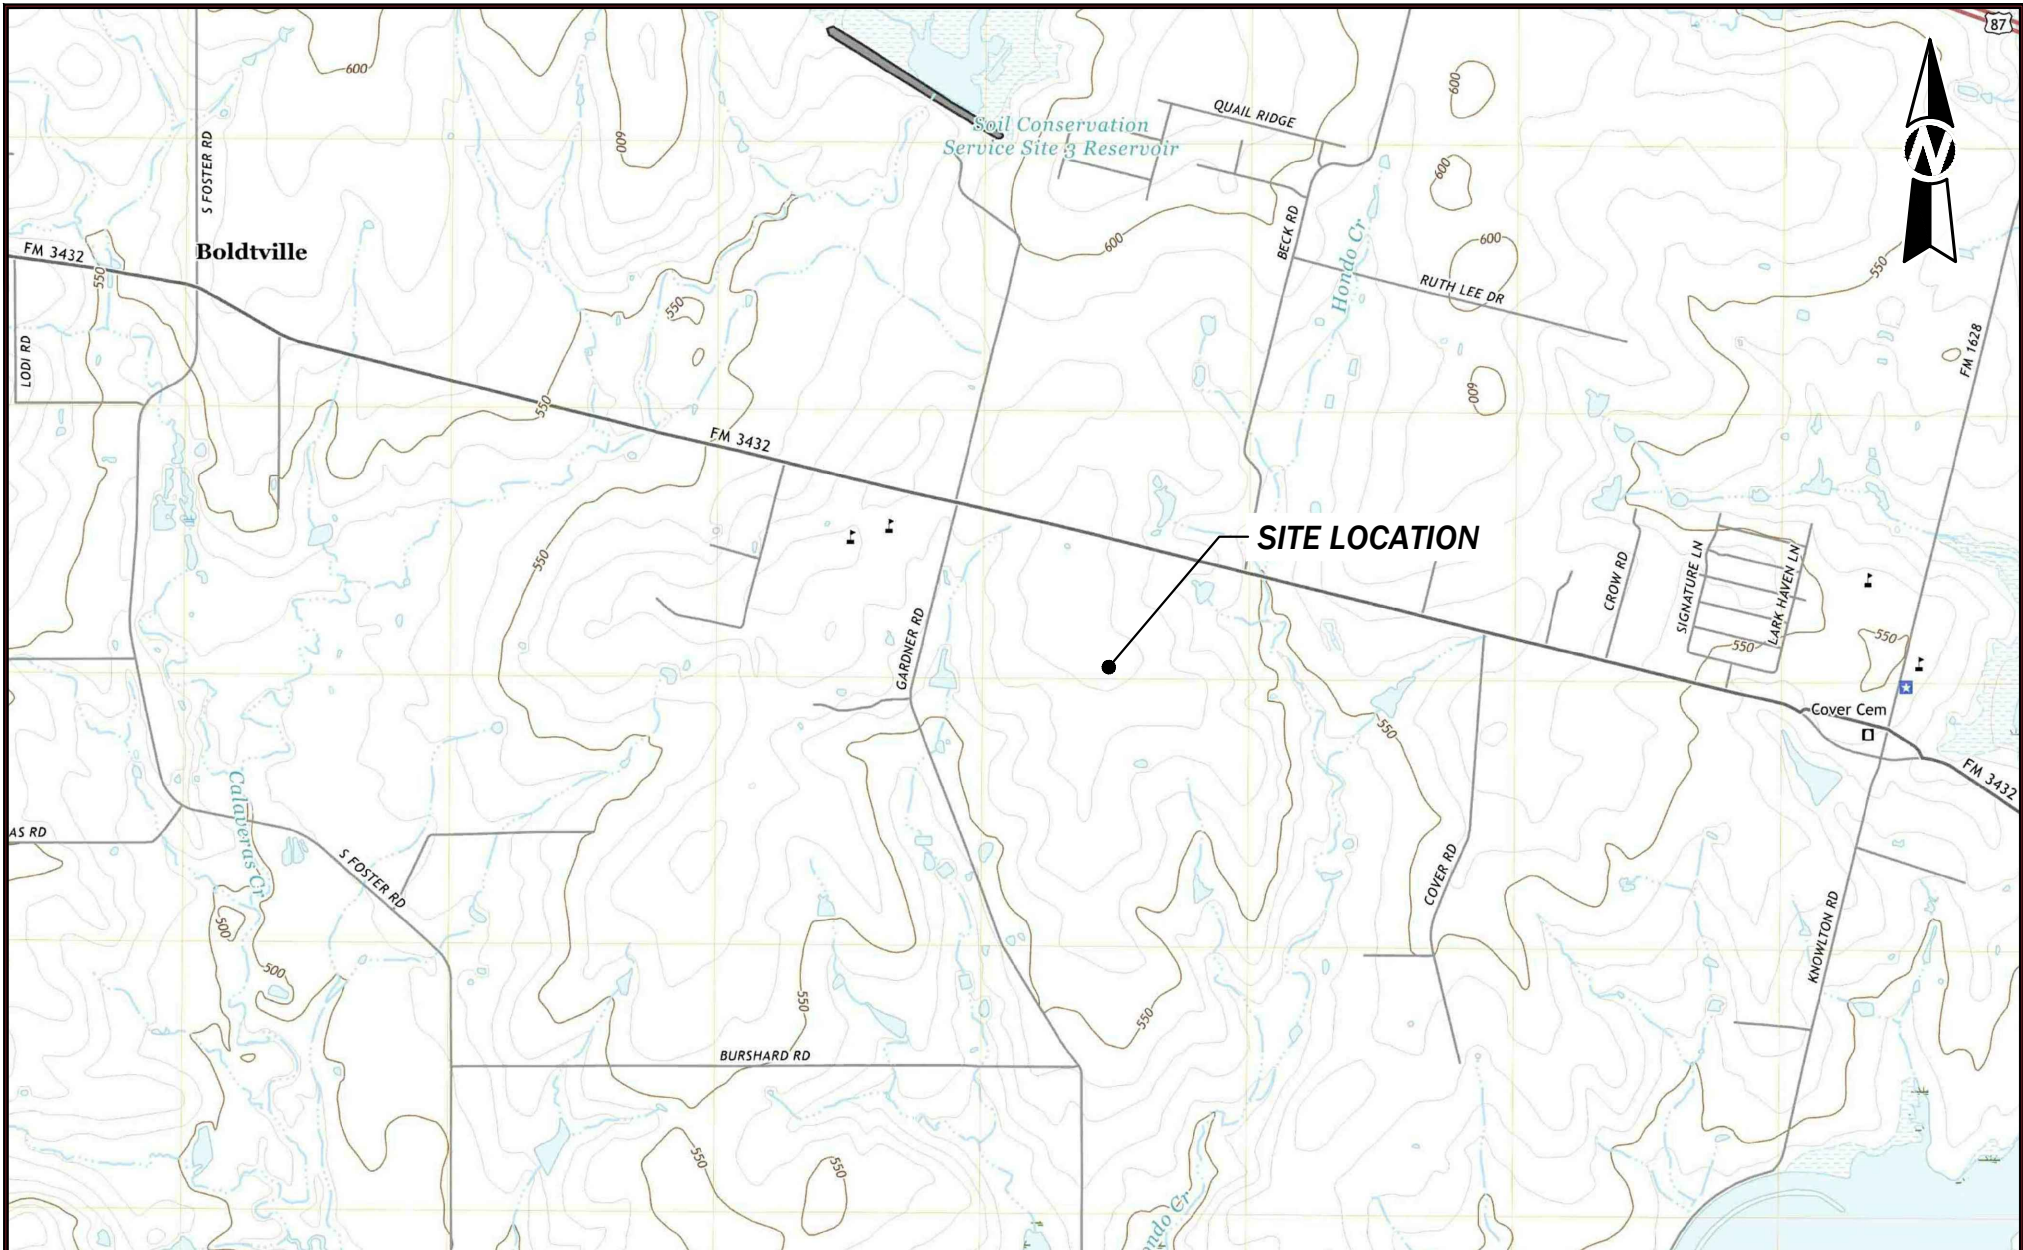 87
600
600
QUAIL RIDGE
600
Soil Conservation
Service Site 3 Reservoir
S FOSTER RD
600
N
BECK RD
600
600
Boldtville
FM 3432
550
Hondo Cr
RUTH LEE DR
550
550
LODI RD
FM 1628
600
550
FM 3432
SITE LOCATION
550
CROW RD
SIGNATURE LN
LARK HAVEN LN
GARDNER RD
550
550
Cover Cem
550
FM 3432
Calaveras Cr
AS RD
S FOSTER RD
COVER RD
500
KNOWLTON RD
500
550
550
BURSHARD RD
550
550
ondo Cr